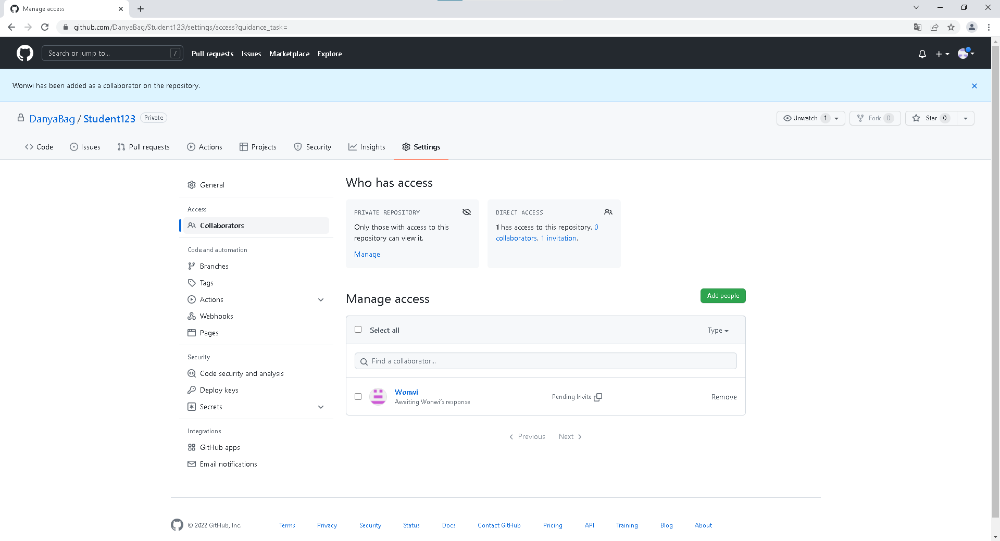 Manage access
github.com/DanyaBag/Student123/settings/access?guidance_task=
Search or jump to... /
Pull requests Issues Marketplace Explore
Wonwi has been added as a collaborator on the repository.
DanyaBag / Student123 Private
Unwatch 1 Fork 0 Star 0
Code Issues Pull requests Actions Projects Security Insights Settings
General
Access
Collaborators
Code and automation
Branches
Tags
Actions
Webhooks
Pages
Security
Code security and analysis
Deploy keys
Secrets
Integrations
GitHub apps
Email notifications
Who has access
PRIVATE REPOSITORY
Only those with access to this
repository can view it.
Manage
DIRECT ACCESS
1 has access to this repository. 0
collaborators. 1 invitation.
Manage access
Add people
Select all Type
Find a collaborator...
Wonwi
Awaiting Wonwi's response
Pending Invite
Remove
Previous Next
© 2022 GitHub, Inc. Terms Privacy Security Status Docs Contact GitHub Pricing API Training Blog About